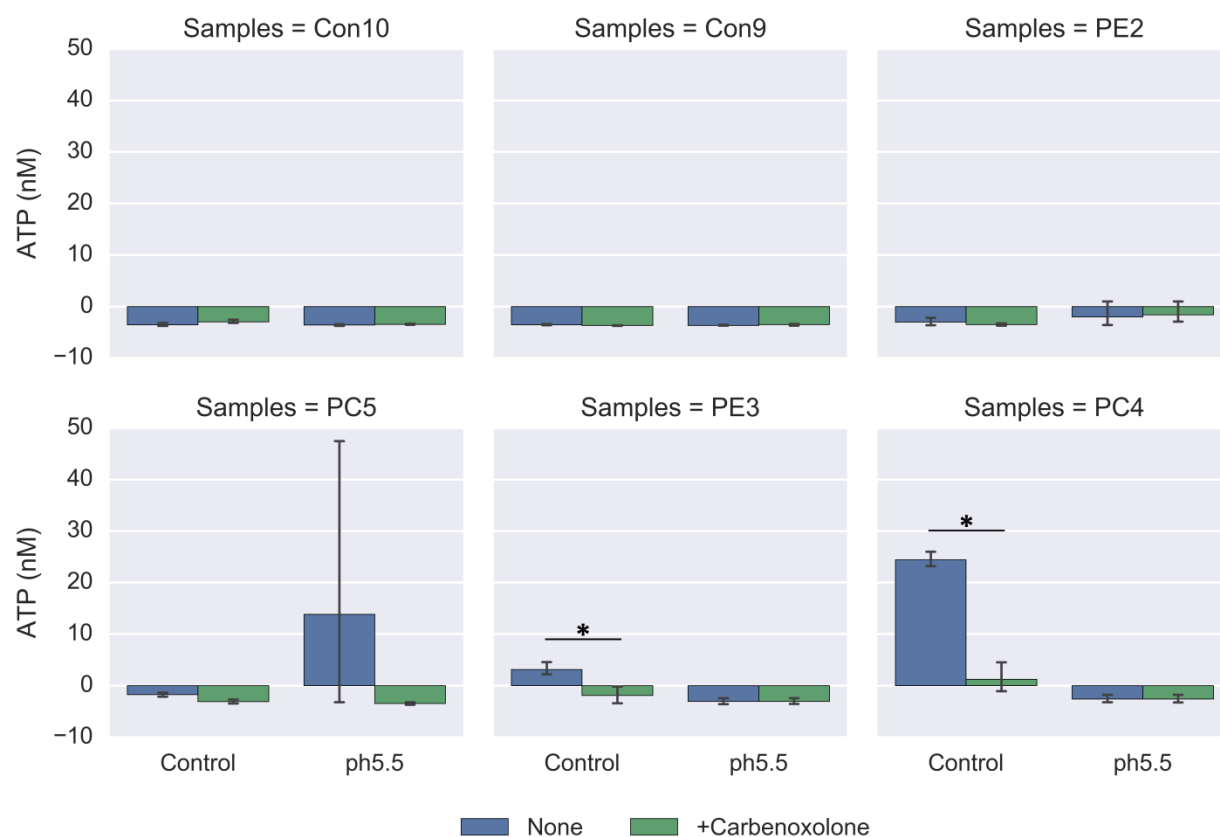 Samples = Con10
Samples = Con9
Samples = PE2
50
40
30
20
10
0
−10
ATP (nM)
Samples = PC5
Samples = PE3
Samples = PC4
50
40
30
20
10
0
−10
ATP (nM)
*
*
Control ph5.5
Control ph5.5
Control ph5.5
None +Carbenoxolone